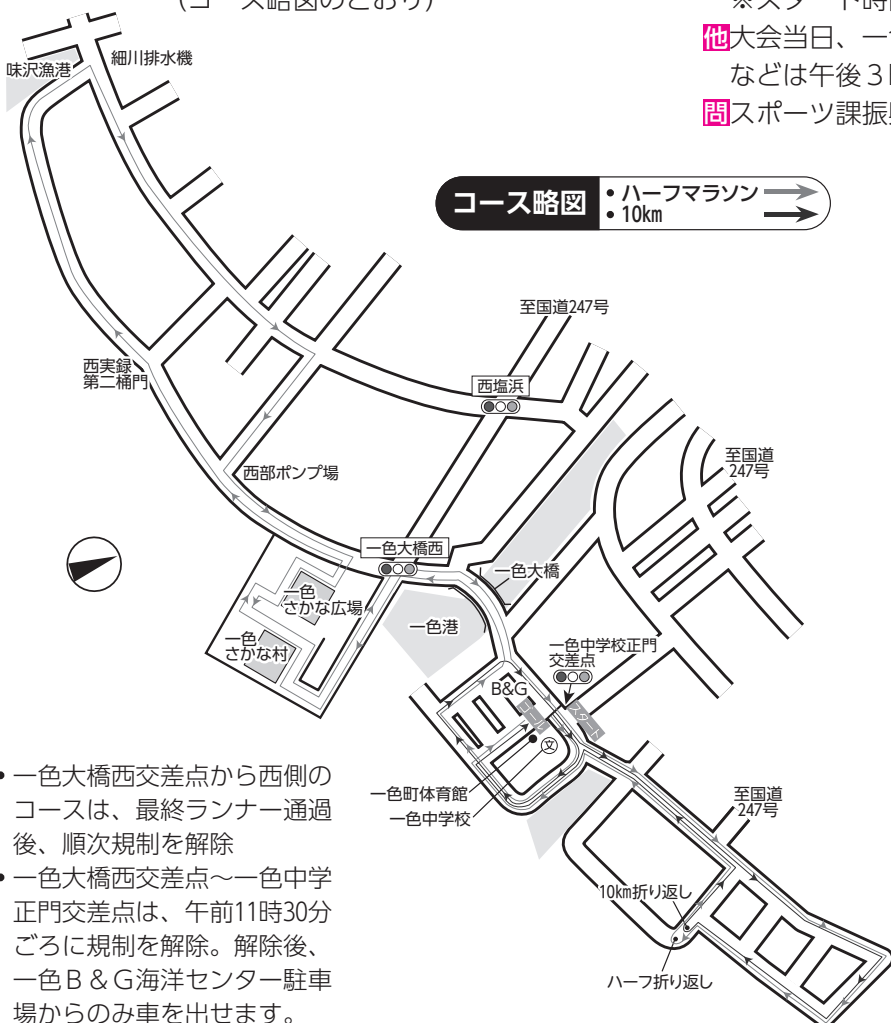 (コース略図のとおり)
※スタート時
他大会当日、一
などは午後3
問スポーツ課振
コース略図
• ハーフマラソン
• 10km
味沢漁港
細川排水機
至国道247号
西実録
第二樋門
西塩浜
至国道
247号
西部ポンプ場
一色大橋西
一色大橋
一色
さかな広場
一色港
一色
さかな村
一色中学校正門
交差点
B&G
ゴール
スタート
文
一色町体育館
一色中学校
至国道
247号
10km折り返し
ハーフ折り返し
• 一色大橋西交差点から西側の
コースは、最終ランナー通過
後、順次規制を解除
• 一色大橋西交差点~一色中学
正門交差点は、午前11時30分
ごろに規制を解除。解除後、
一色B&G海洋センター駐車
場からのみ車を出せます。